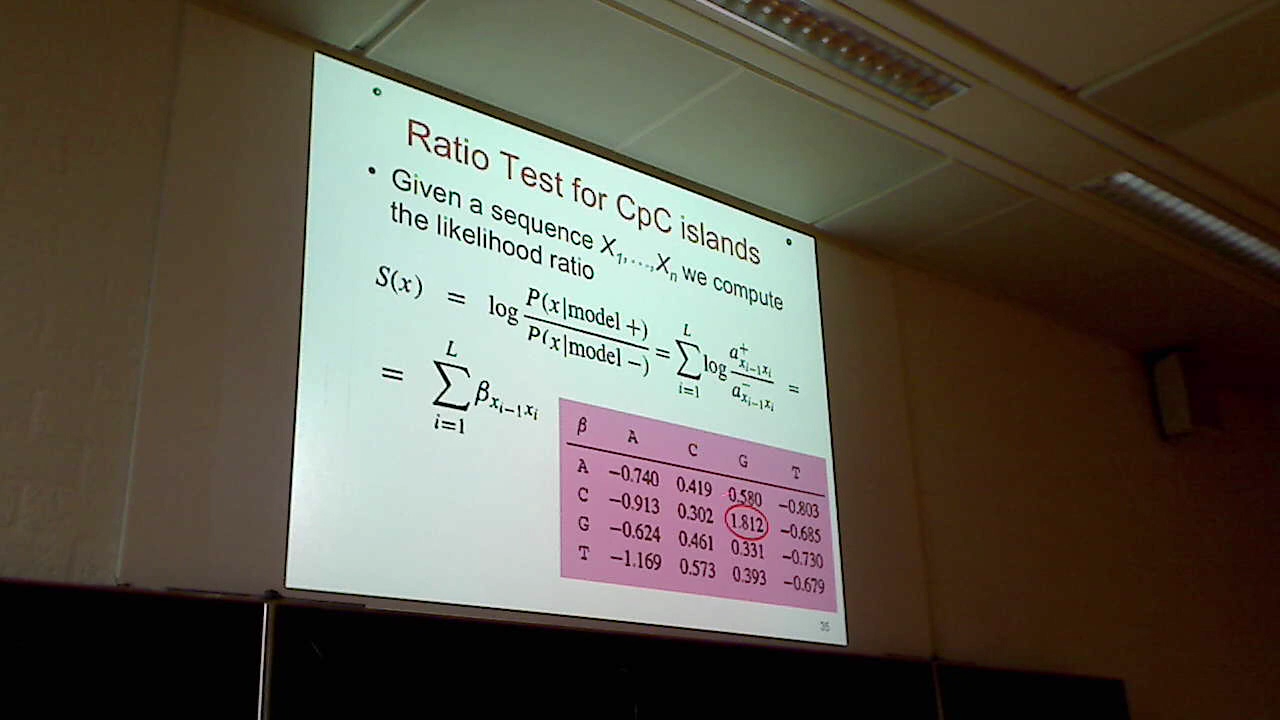 Ratio Test for CpC islands
• Given a sequence X1,…,Xn we compute
the likelihood ratio
S(x) = log P(x|model +) / P(x|model −) = ∑_{i=1}^{L} log a⁺_{x_{i−1}x_i} / a⁻_{x_{i−1}x_i} =
= ∑_{i=1}^{L} β_{x_{i−1}x_i}
β A C G T
A −0.740 0.419 0.580 −0.803
C −0.913 0.302 1.812 −0.685
G −0.624 0.461 0.331 −0.730
T −1.169 0.573 0.393 −0.679
35